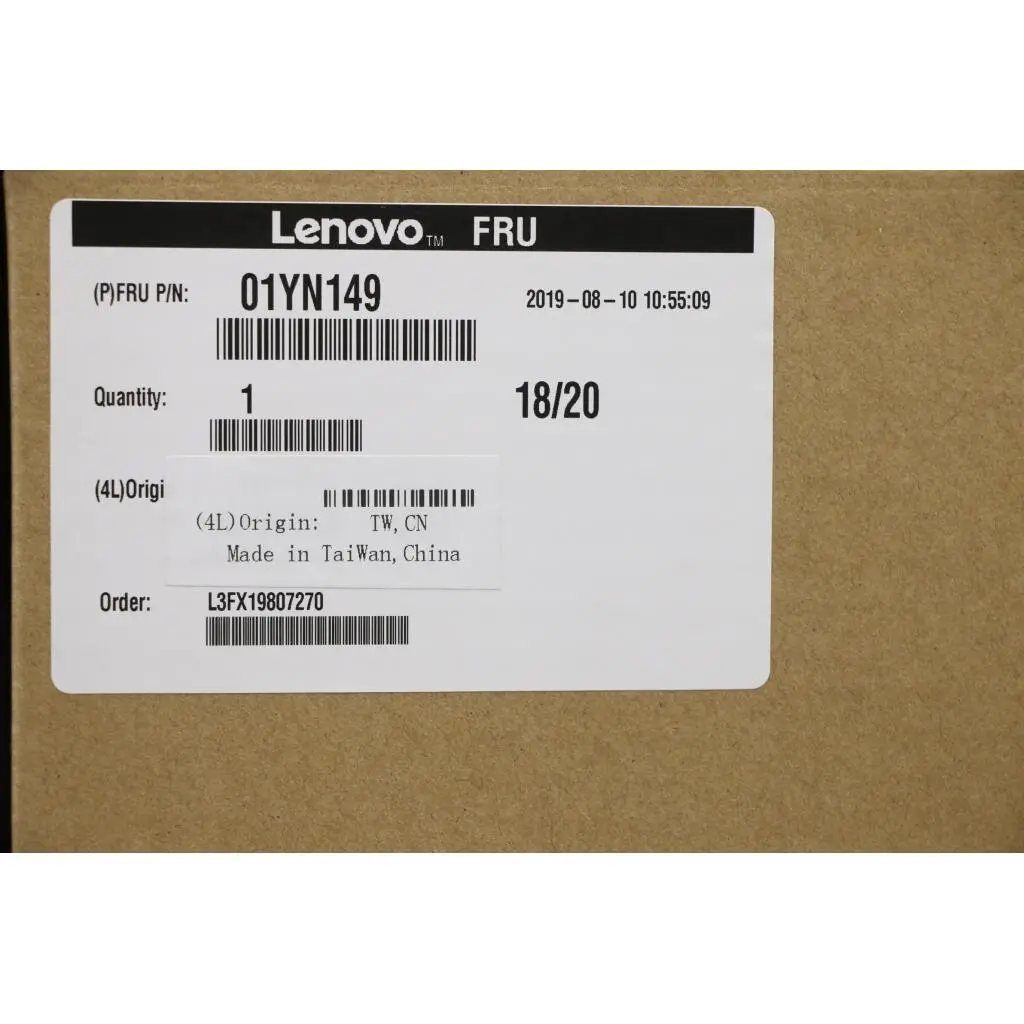 Lenovo™ FRU
(P)FRU P/N: 01YN149 2019-08-10 10:55:09
Quantity: 1 18/20
(4L)Origi
(4L)Origin: TW,CN
Made in TaiWan,China
Order: L3FX19807270